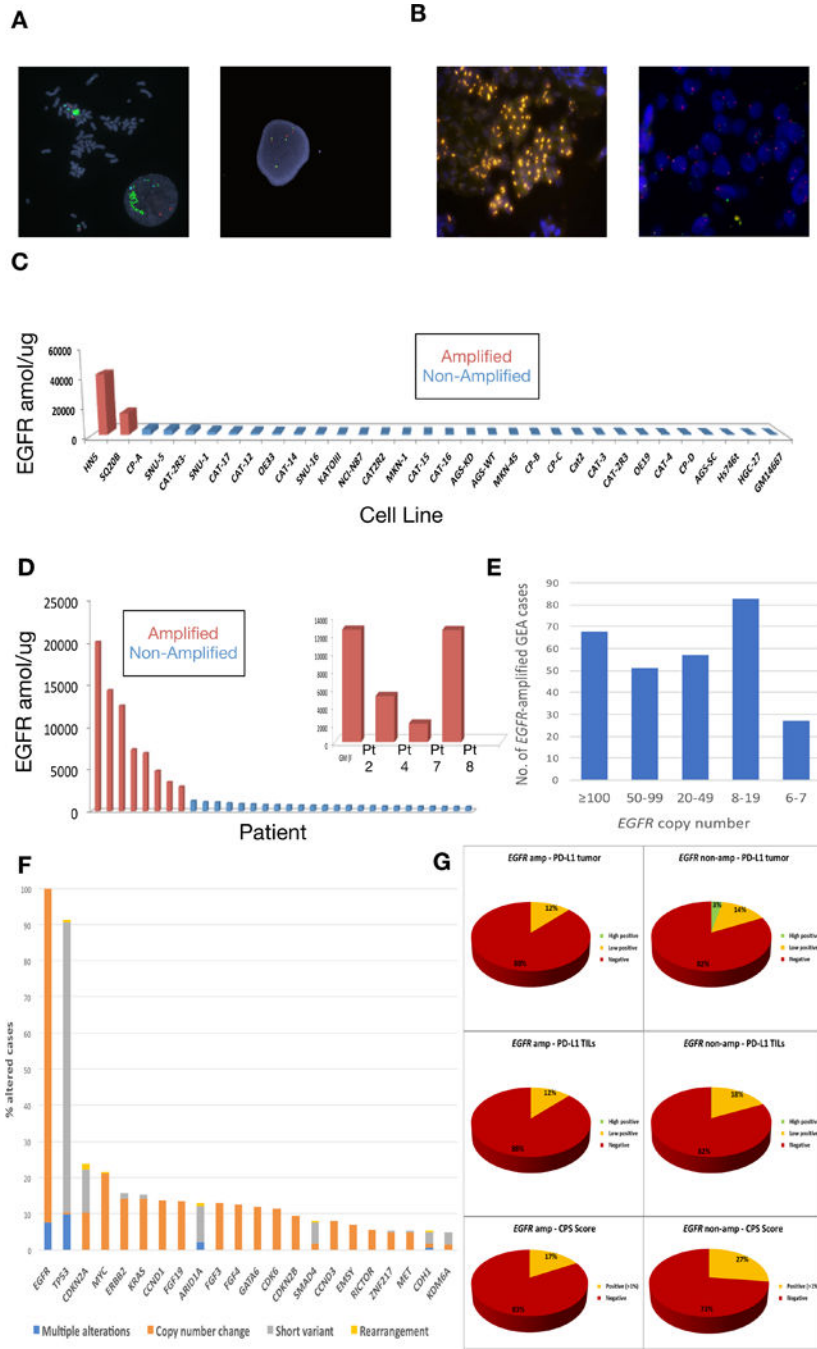 A
B
C
EGFR amol/ug
60000
40000
20000
0
Amplified
Non-Amplified
HN5
SQ20B
CP-A
SNU-5
CAT-2R3-
SNU-1
CAT-17
CAT-12
OE33
CAT-14
SNU-16
KATOIII
NCI-N87
CAT2R2
MKN-1
CAT-15
CAT-16
AGS-KD
AGS-WT
MKN-45
CP-B
CP-C
Cat2
CAT-3
CAT-2R3
OE19
CAT-4
CP-D
AGS-SC
Hs746t
HGC-27
GM14667
Cell Line
D
EGFR amol/ug
25000
20000
15000
10000
5000
0
Amplified
Non-Amplified
Patient
14000
12000
10000
8000
6000
4000
2000
0
Pt 2
Pt 4
Pt 7
Pt 8
E
No. of EGFR-amplified GEA cases
90
80
70
60
50
40
30
20
10
0
≥100
50-99
20-49
8-19
6-7
EGFR copy number
F
% altered cases
100
90
80
70
60
50
40
30
20
10
0
EGFR
TP53
CDKN2A
MYC
ERBB2
KRAS
CCND1
FGF19
ARID1A
FGF3
FGF4
GATA6
CDK6
CDKN2B
SMAD4
CCND3
EMSY
RICTOR
ZNF217
MET
CDH1
KDM6A
Multiple alterations
Copy number change
Short variant
Rearrangement
G
EGFR amp - PD-L1 tumor
12%
High positive
Low positive
Negative
EGFR non-amp - PD-L1 tumor
3%
14%
High positive
Low positive
Negative
EGFR amp - PD-L1 TILs
12%
88%
High positive
Low positive
Negative
EGFR non-amp - PD-L1 TILs
18%
High positive
Low positive
Negative
EGFR amp - CPS Score
17%
83%
Positive (>1%)
Negative
EGFR non-amp - CPS Score
27%
73%
Negative